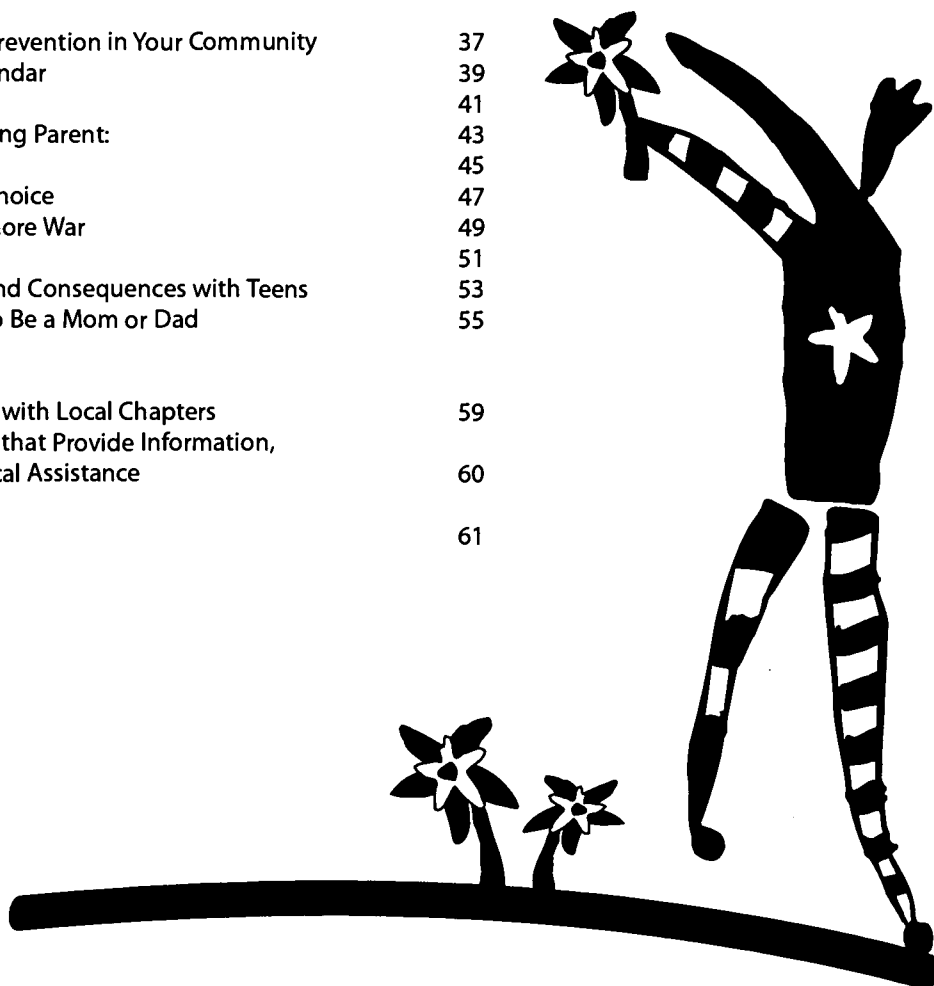 revention in Your Community 37
ndar 39
41
ng Parent: 43
45
hoice 47
ore War 49
51
nd Consequences with Teens 53
o Be a Mom or Dad 55
with Local Chapters 59
that Provide Information,
cal Assistance 60
61